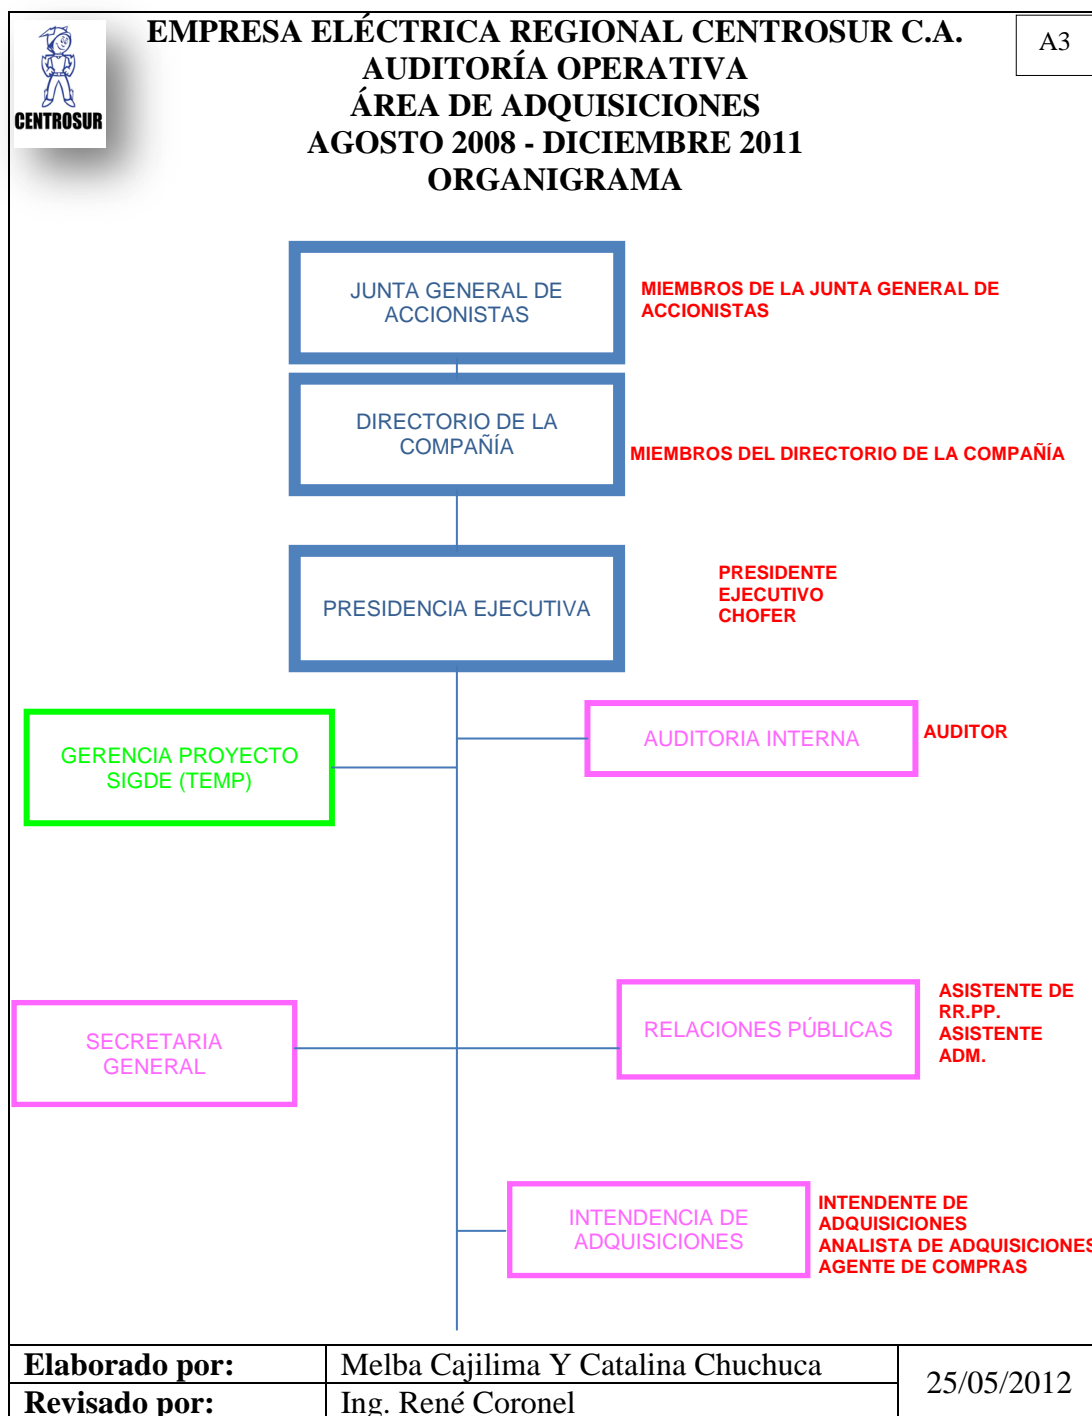 EMPRESA ELÉCTRICA REGIONAL CENTROSUR C.A.
A3
AUDITORÍA OPERATIVA
ÁREA DE ADQUISICIONES
AGOSTO 2008 - DICIEMBRE 2011
ORGANIGRAMA
CENTROSUR
JUNTA GENERAL DE
ACCIONISTAS
MIEMBROS DE LA JUNTA GENERAL DE
ACCIONISTAS
DIRECTORIO DE LA
COMPAÑÍA
MIEMBROS DEL DIRECTORIO DE LA COMPAÑÍA
PRESIDENCIA EJECUTIVA
PRESIDENTE
EJECUTIVO
CHOFER
GERENCIA PROYECTO
SIGDE (TEMP)
AUDITORIA INTERNA
AUDITOR
SECRETARIA
GENERAL
RELACIONES PÚBLICAS
ASISTENTE DE
RR.PP.
ASISTENTE
ADM.
INTENDENCIA DE
ADQUISICIONES
INTENDENTE DE
ADQUISICIONES
ANALISTA DE ADQUISICIONES
AGENTE DE COMPRAS
Elaborado por:
Melba Cajilima Y Catalina Chuchuca
25/05/2012
Revisado por:
Ing. René Coronel